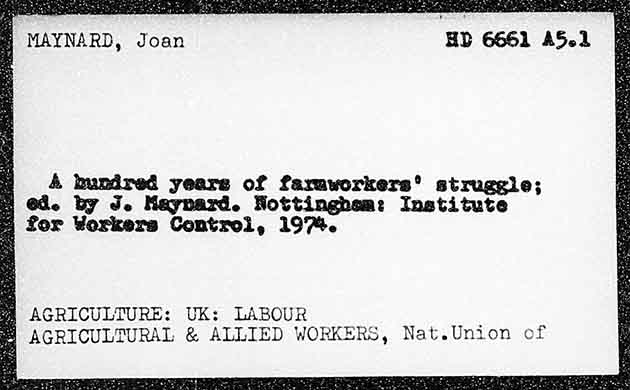 MAYNARD, Joan HD 6661 A5.1
A hundred years of farmworkers' struggle;
ed. by J. Maynard. Nottingham: Institute
for Workers Control, 1974.
AGRICULTURE: UK: LABOUR
AGRICULTURAL & ALLIED WORKERS, Nat.Union of